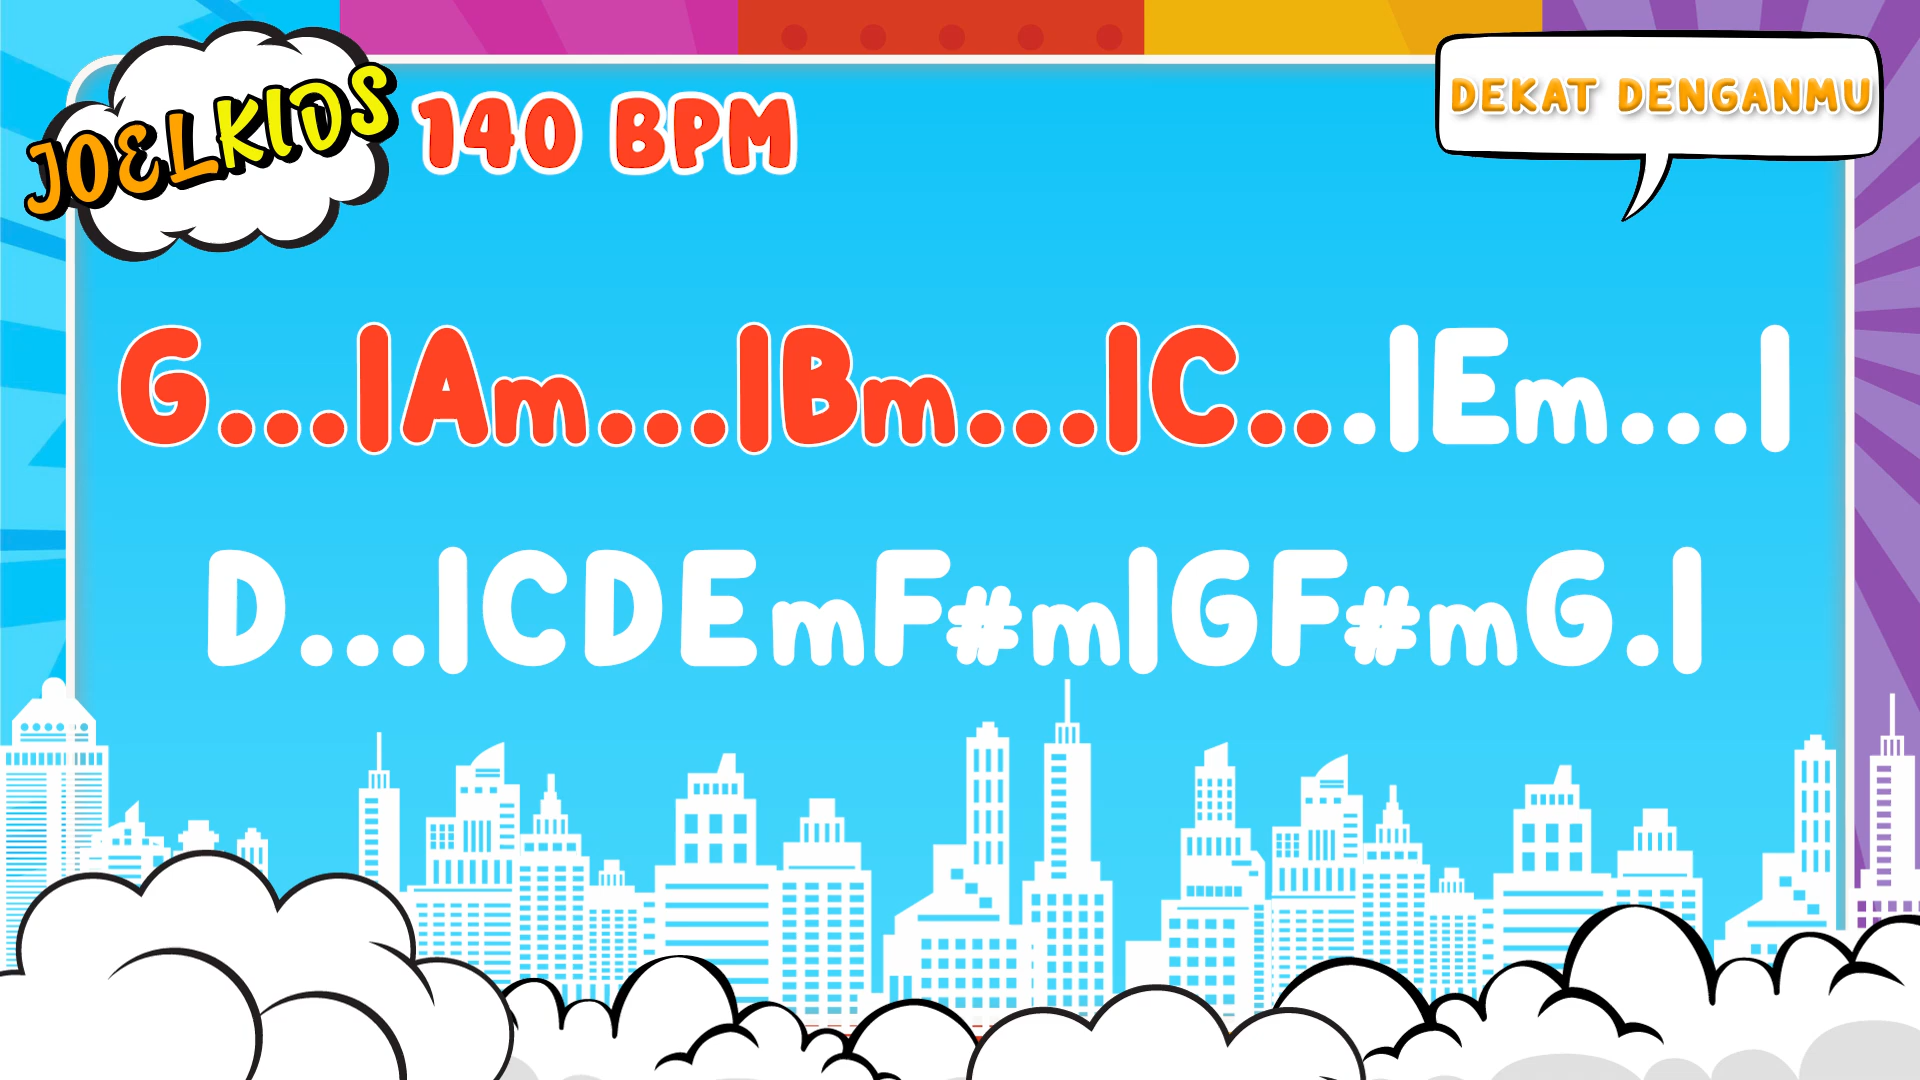 JOELKIDS
140 BPM
DEKAT DENGANMU
G...|Am...|Bm...|C...|Em...|
D...|CDEmF#m|GF#mG.|